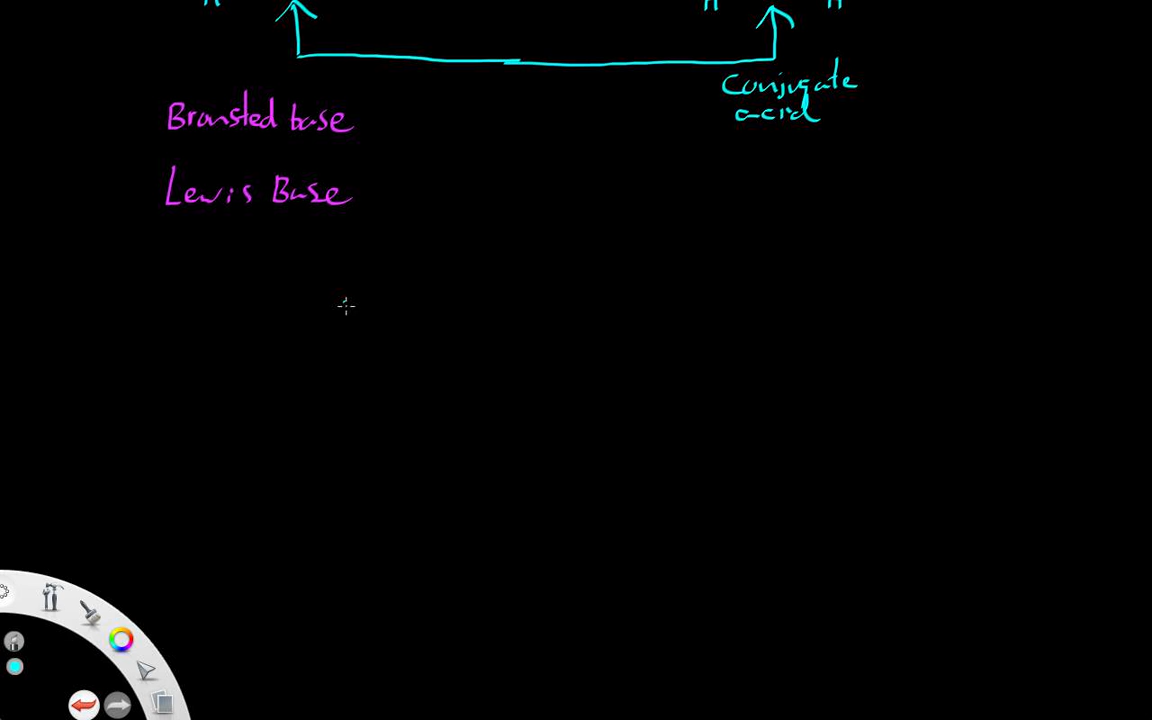 H H H
Conjugate
acid
Bronsted base
Lewis Base